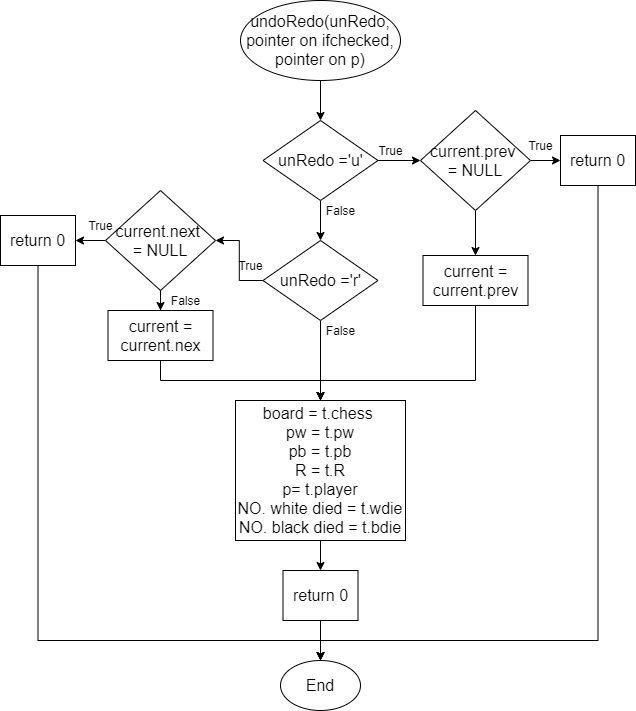 undoRedo(unRedo,
pointer on ifchecked,
pointer on p)
unRedo ='u'
True
current.prev
= NULL
True
return 0
False
current.next
= NULL
True
return 0
True
unRedo ='r'
current =
current.prev
False
current =
current.nex
False
board = t.chess
pw = t.pw
pb = t.pb
R = t.R
p= t.player
NO. white died = t.wdie
NO. black died = t.bdie
return 0
End